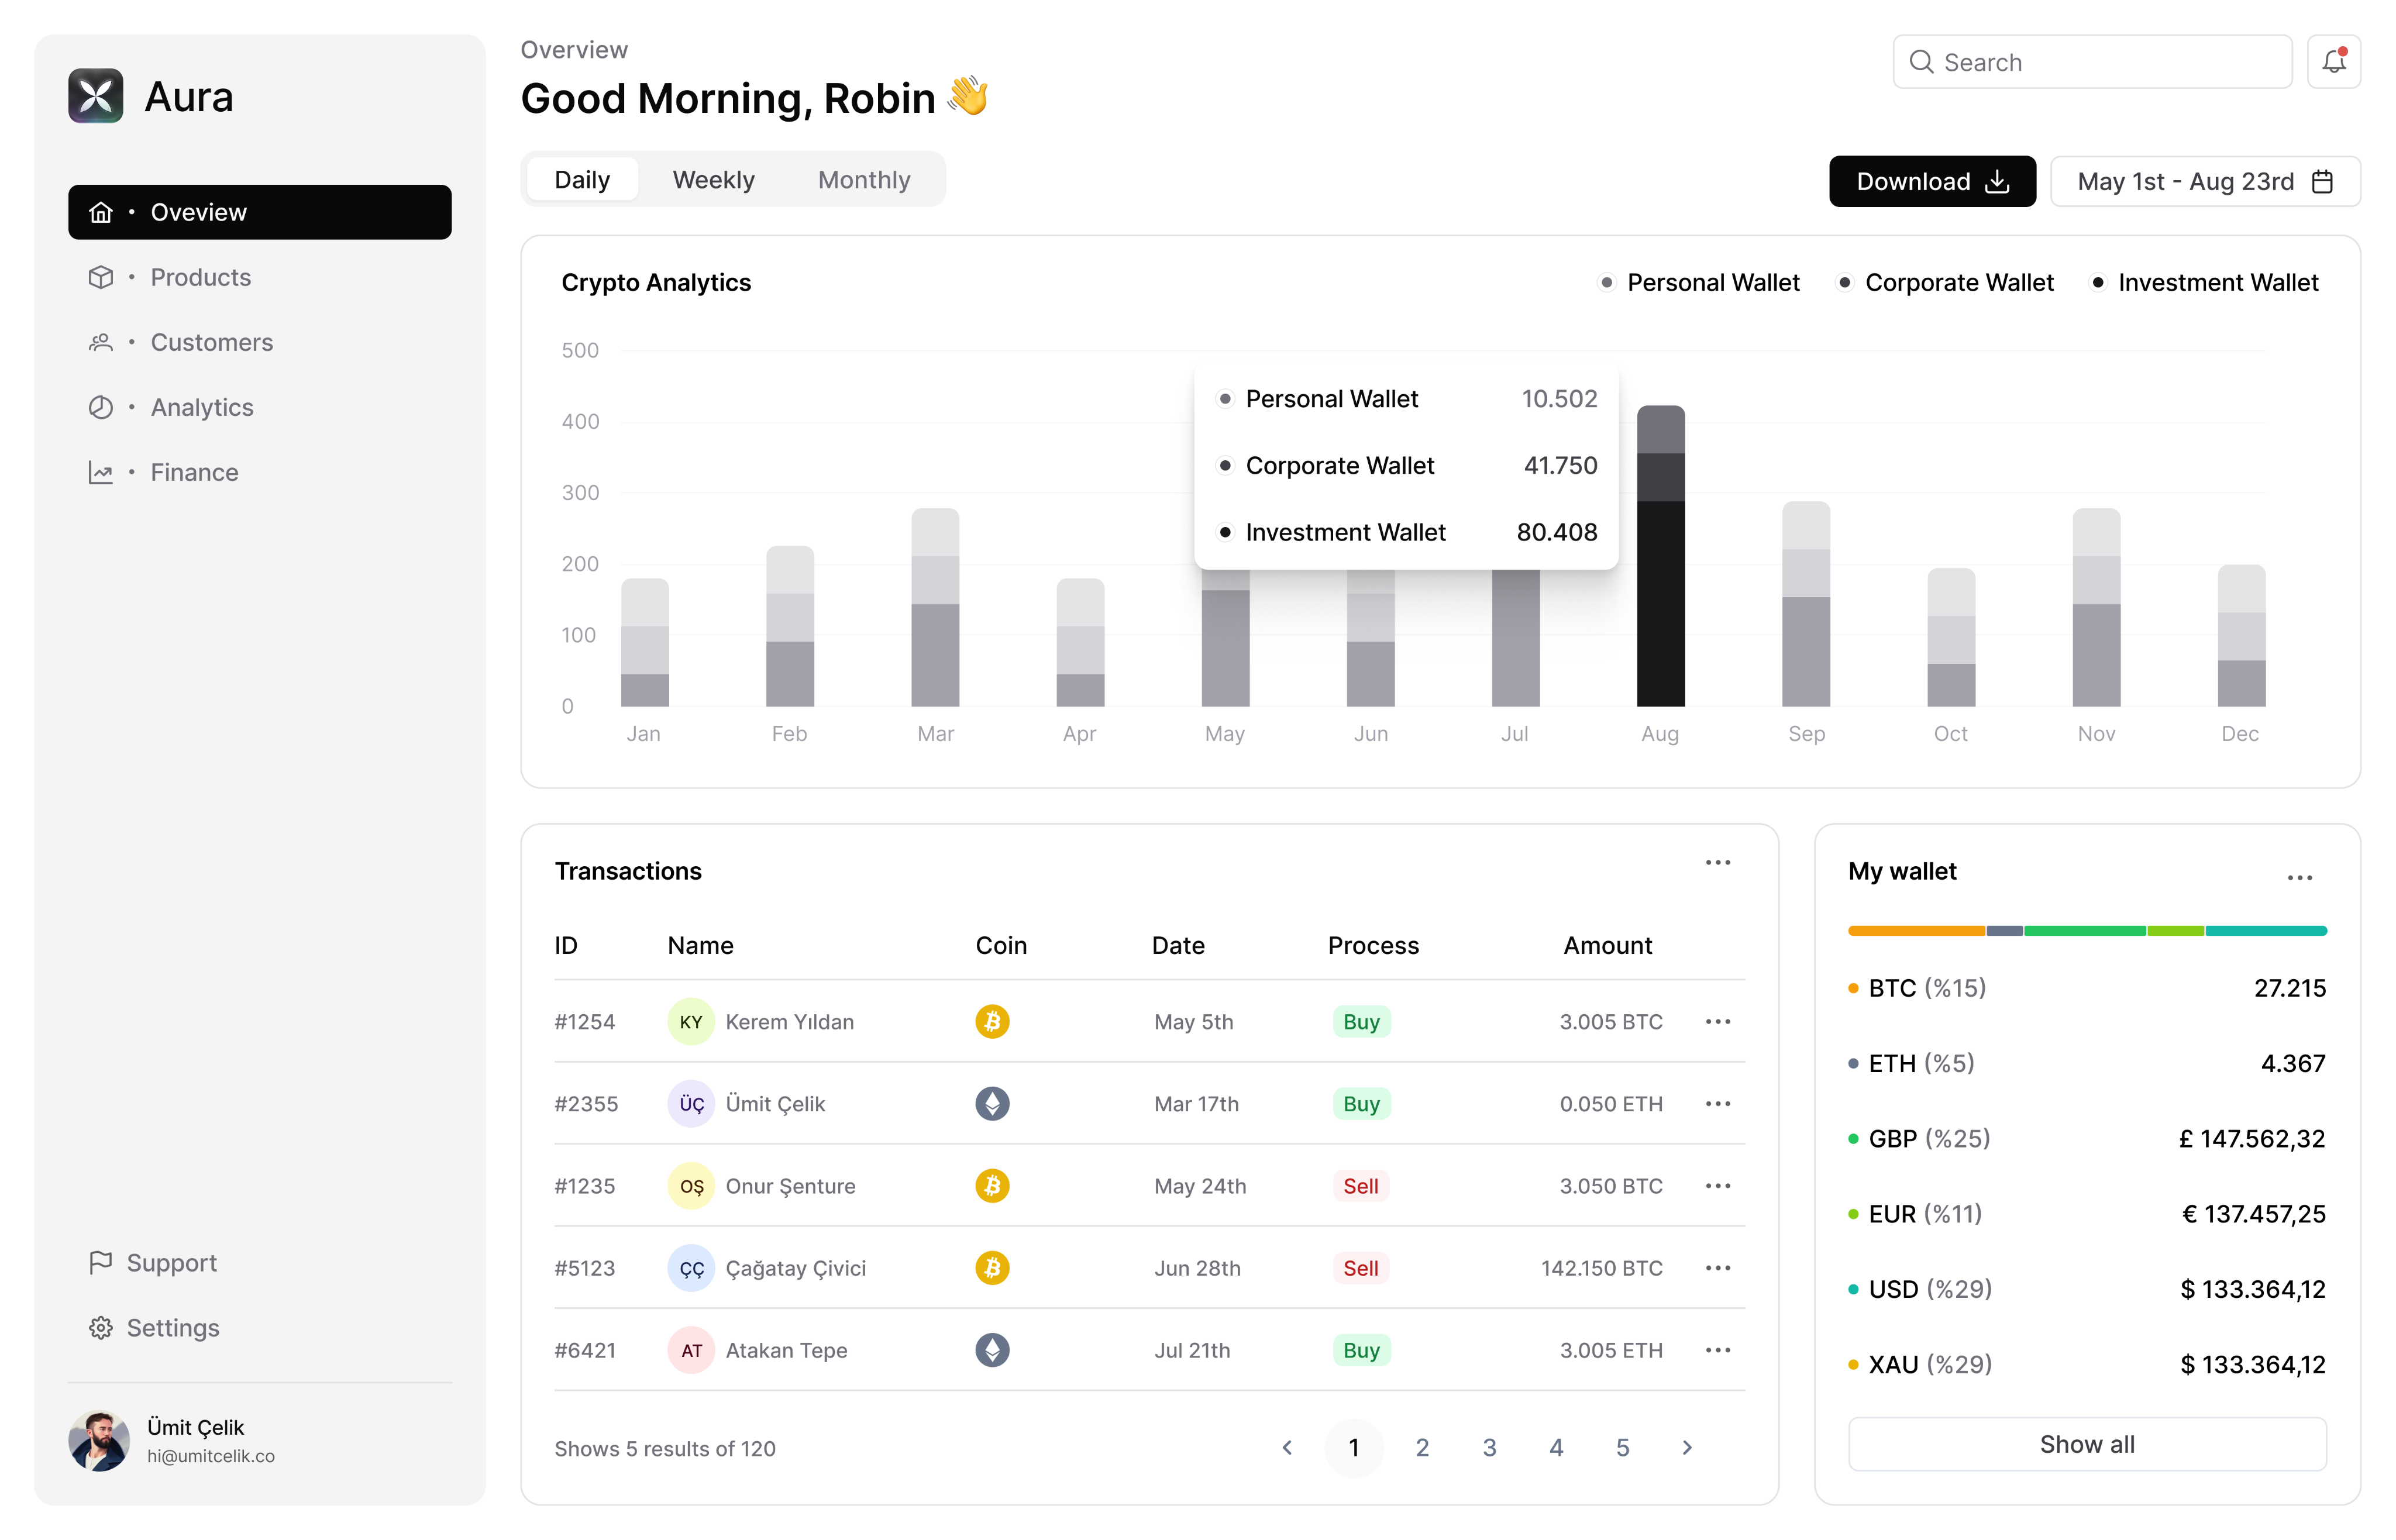 Aura
Oveview
Products
Customers
Analytics
Finance
Support
Settings
Ümit Çelik
hi@umitcelik.co
Overview
Good Morning, Robin 👋
Search
Daily Weekly Monthly
Download
May 1st - Aug 23rd
Crypto Analytics
Personal Wallet Corporate Wallet Investment Wallet
500
400
300
200
100
0
Personal Wallet 10.502
Corporate Wallet 41.750
Investment Wallet 80.408
Jan Feb Mar Apr May Jun Jul Aug Sep Oct Nov Dec
Transactions
ID Name Coin Date Process Amount
#1254 KY Kerem Yıldan May 5th Buy 3.005 BTC
#2355 ÜÇ Ümit Çelik Mar 17th Buy 0.050 ETH
#1235 OŞ Onur Şenture May 24th Sell 3.050 BTC
#5123 ÇÇ Çağatay Çivici Jun 28th Sell 142.150 BTC
#6421 AT Atakan Tepe Jul 21th Buy 3.005 ETH
Shows 5 results of 120
1 2 3 4 5
My wallet
BTC (%15) 27.215
ETH (%5) 4.367
GBP (%25) £ 147.562,32
EUR (%11) € 137.457,25
USD (%29) $ 133.364,12
XAU (%29) $ 133.364,12
Show all